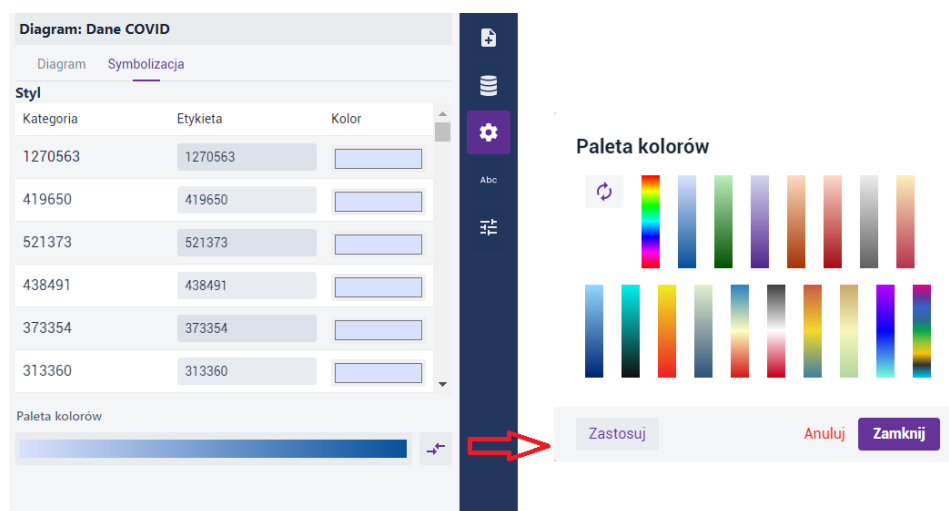 Diagram: Dane COVID
Diagram Symbolizacja
Styl
Kategoria Etykieta Kolor
1270563 1270563
419650 419650
521373 521373
438491 438491
373354 373354
313360 313360
Paleta kolorów
Abc
Paleta kolorów
Zastosuj Anuluj Zamknij